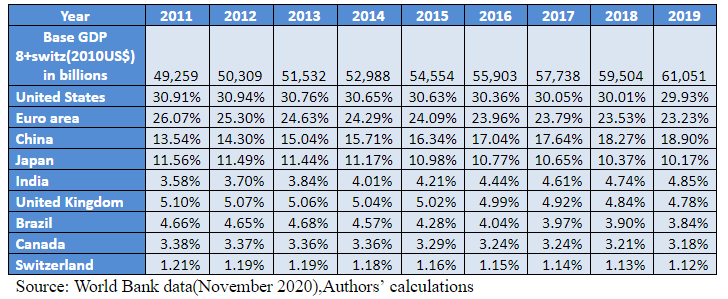 Year 2011 2012 2013 2014 2015 2016 2017 2018 2019
Base GDP
8+switz(2010US$)
in billions 49,259 50,309 51,532 52,988 54,554 55,903 57,738 59,504 61,051
United States 30.91% 30.94% 30.76% 30.65% 30.63% 30.36% 30.05% 30.01% 29.93%
Euro area 26.07% 25.30% 24.63% 24.29% 24.09% 23.96% 23.79% 23.53% 23.23%
China 13.54% 14.30% 15.04% 15.71% 16.34% 17.04% 17.64% 18.27% 18.90%
Japan 11.56% 11.49% 11.44% 11.17% 10.98% 10.77% 10.65% 10.37% 10.17%
India 3.58% 3.70% 3.84% 4.01% 4.21% 4.44% 4.61% 4.74% 4.85%
United Kingdom 5.10% 5.07% 5.06% 5.04% 5.02% 4.99% 4.92% 4.84% 4.78%
Brazil 4.66% 4.65% 4.68% 4.57% 4.28% 4.04% 3.97% 3.90% 3.84%
Canada 3.38% 3.37% 3.36% 3.36% 3.29% 3.24% 3.24% 3.21% 3.18%
Switzerland 1.21% 1.19% 1.19% 1.18% 1.16% 1.15% 1.14% 1.13% 1.12%
Source: World Bank data(November 2020),Authors' calculations